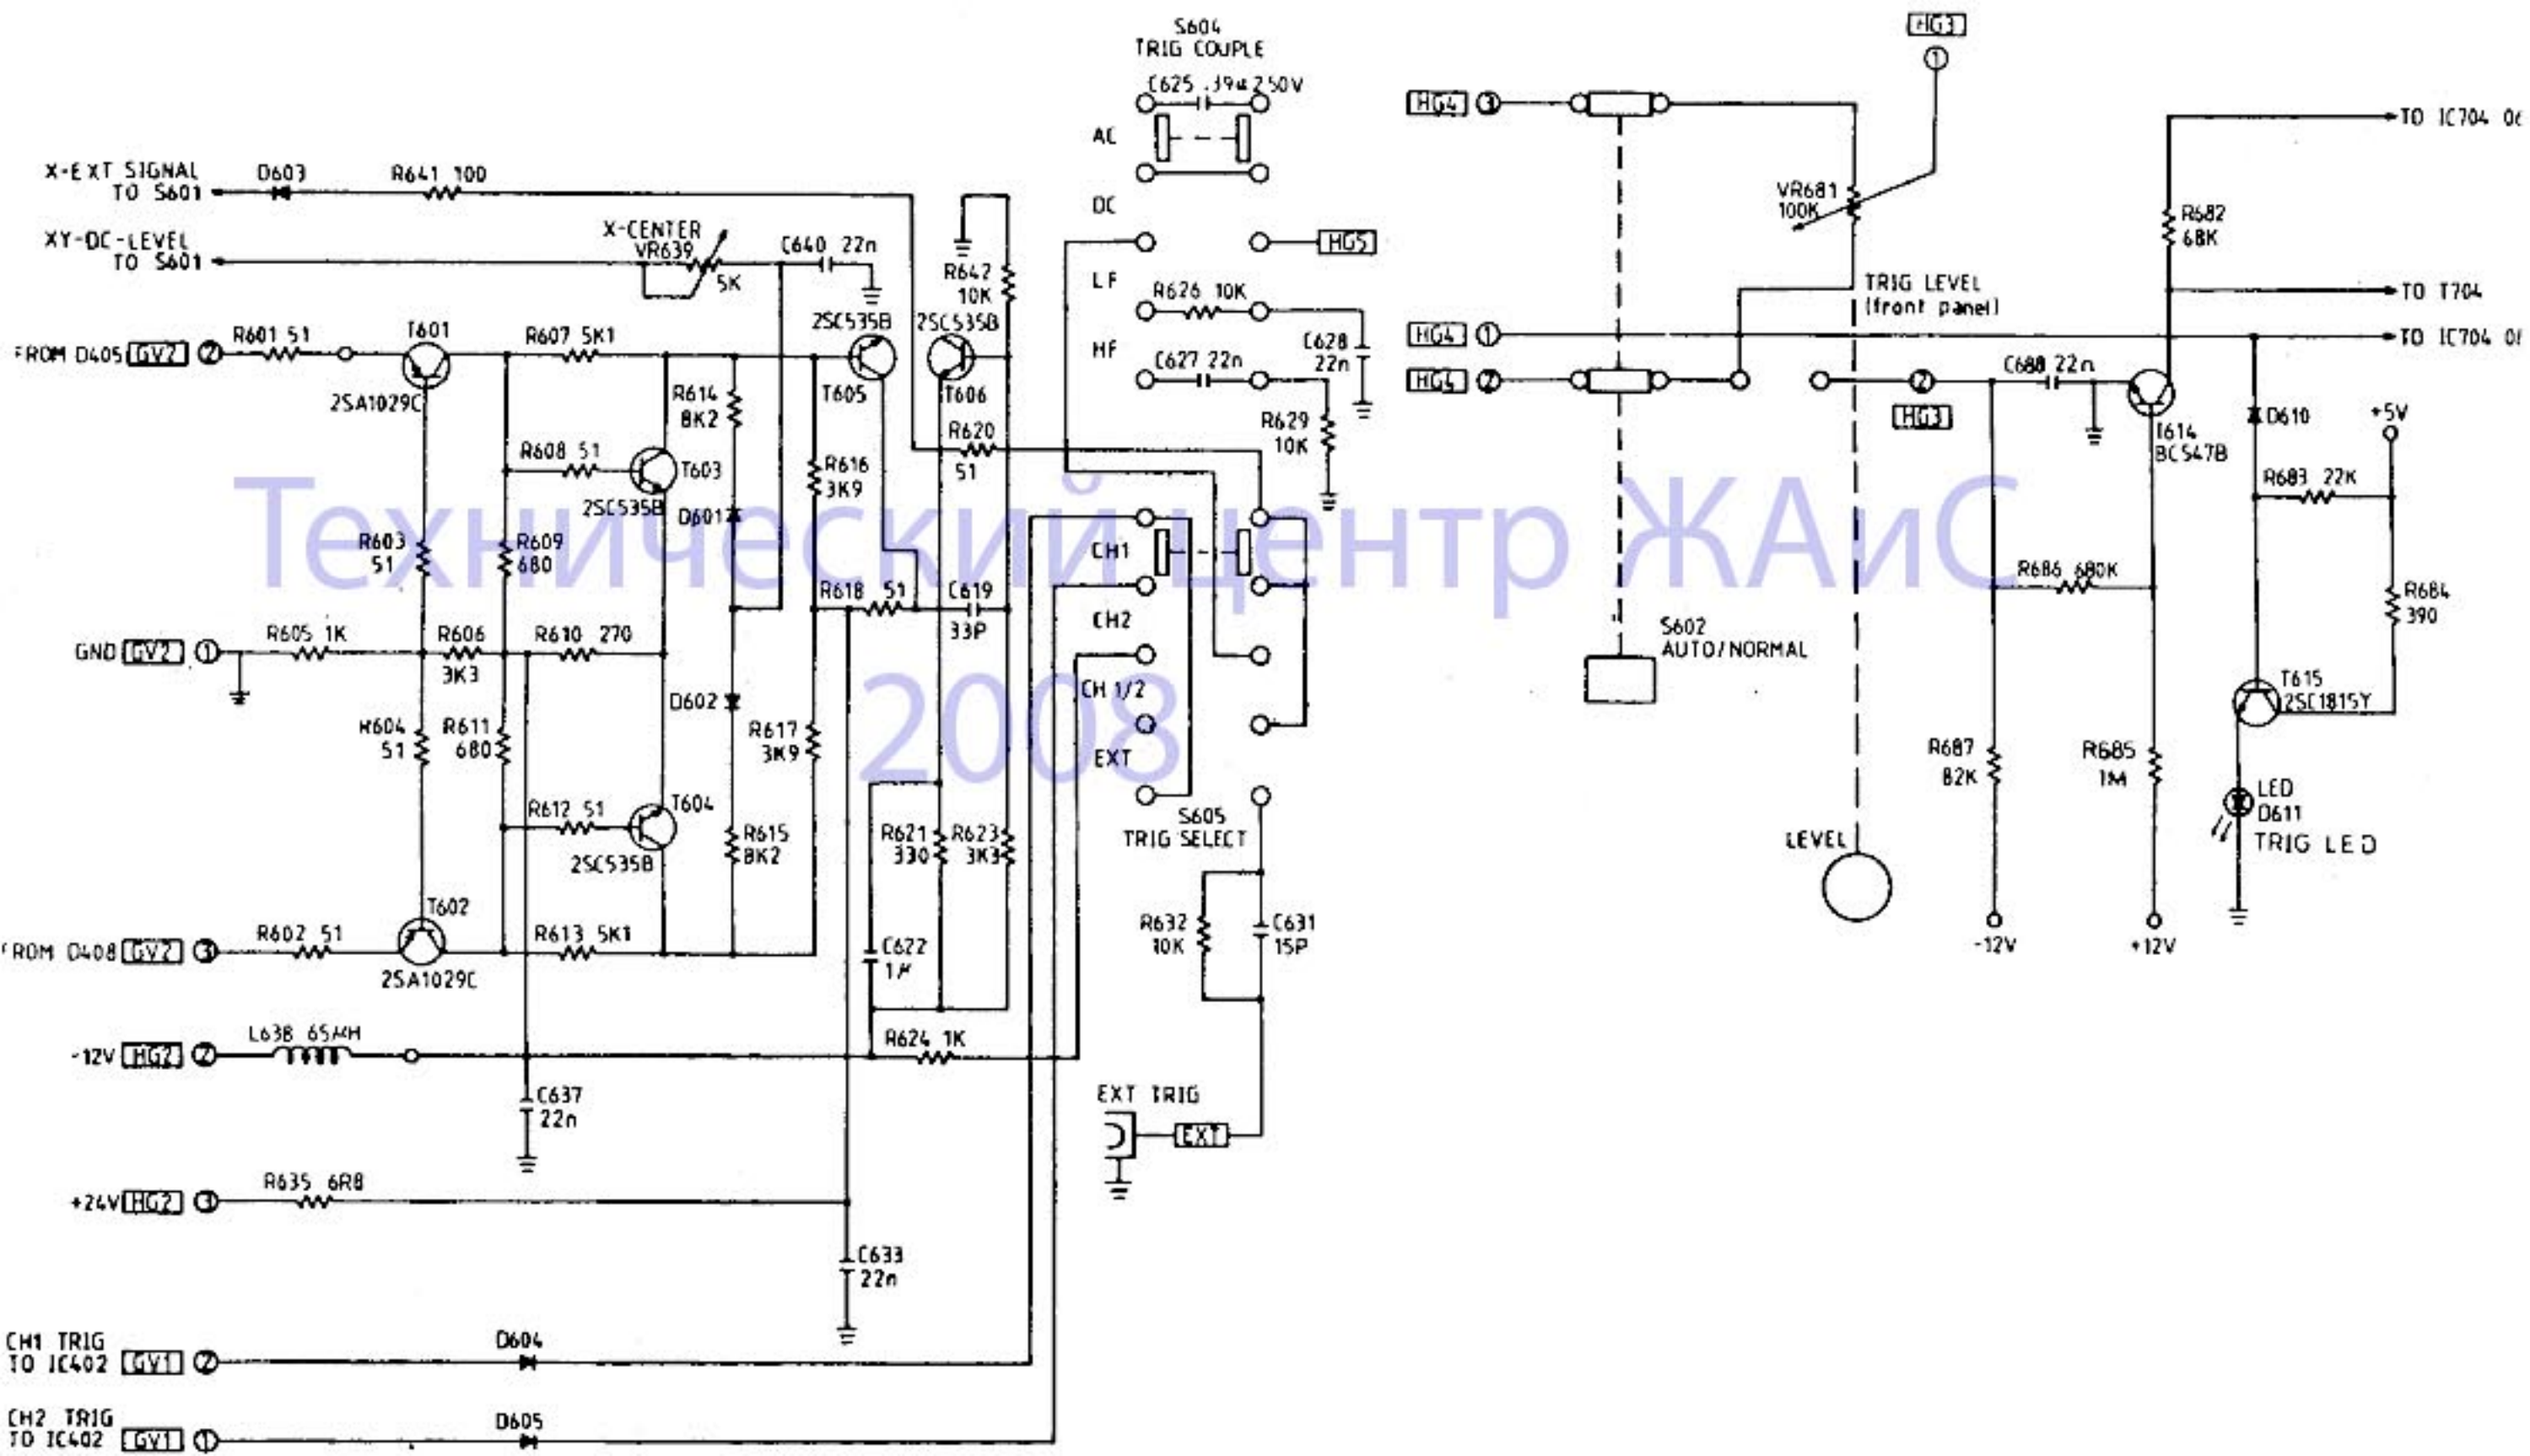 S604
TRIG COUPLE
C625 .39µ 250V
AC
DC
LF
R626 10K
HF
C627 22n
C628
22n
R629
10K
HG5
HG3
1
HG4 3
VR681
100K
TRIG LEVEL
(front panel)
HG4 1
HG4 2
2
HG3
S602
AUTO/NORMAL
LEVEL
TO IC704
R682
68K
TO T704
TO IC704
C688 22n
T614
BC547B
D610
+5V
R683 22K
R684
390
R686 680K
T615
2SC1815Y
R687
82K
R685
1M
LED
D611
TRIG LED
-12V
+12V
X-EXT SIGNAL
TO S601
D603
R641 100
XY-DC-LEVEL
TO S601
X-CENTER
VR639
5K
C640 22n
R642
10K
FROM D405 GV2 2
R601 51
T601
2SA1029C
R607 5K1
2SC535B
T605
2SC535B
T606
R614
8K2
R608 51
T603
2SC535B
D601
R616
3K9
R620
51
R603
51
R609
680
R618 51
C619
33P
GND GV2 1
R605 1K
R606
3K3
R610 270
D602
R604
51
R611
680
R617
3K9
R612 51
T604
2SC535B
R615
8K2
R621
330
R623
3K3
FROM D408 GV2 3
R602 51
T602
2SA1029C
R613 5K1
C622
1µ
-12V HG2 2
L638 65µH
R624 1K
C637
22n
+24V HG2 3
R635 6R8
C633
22n
CH1
CH2
CH 1/2
EXT
S605
TRIG SELECT
R632
10K
C631
15P
EXT TRIG
EXT
CH1 TRIG
TO IC402 GV1 2
D604
CH2 TRIG
TO IC402 GV1 1
D605
Технический центр ЖАиС
2008